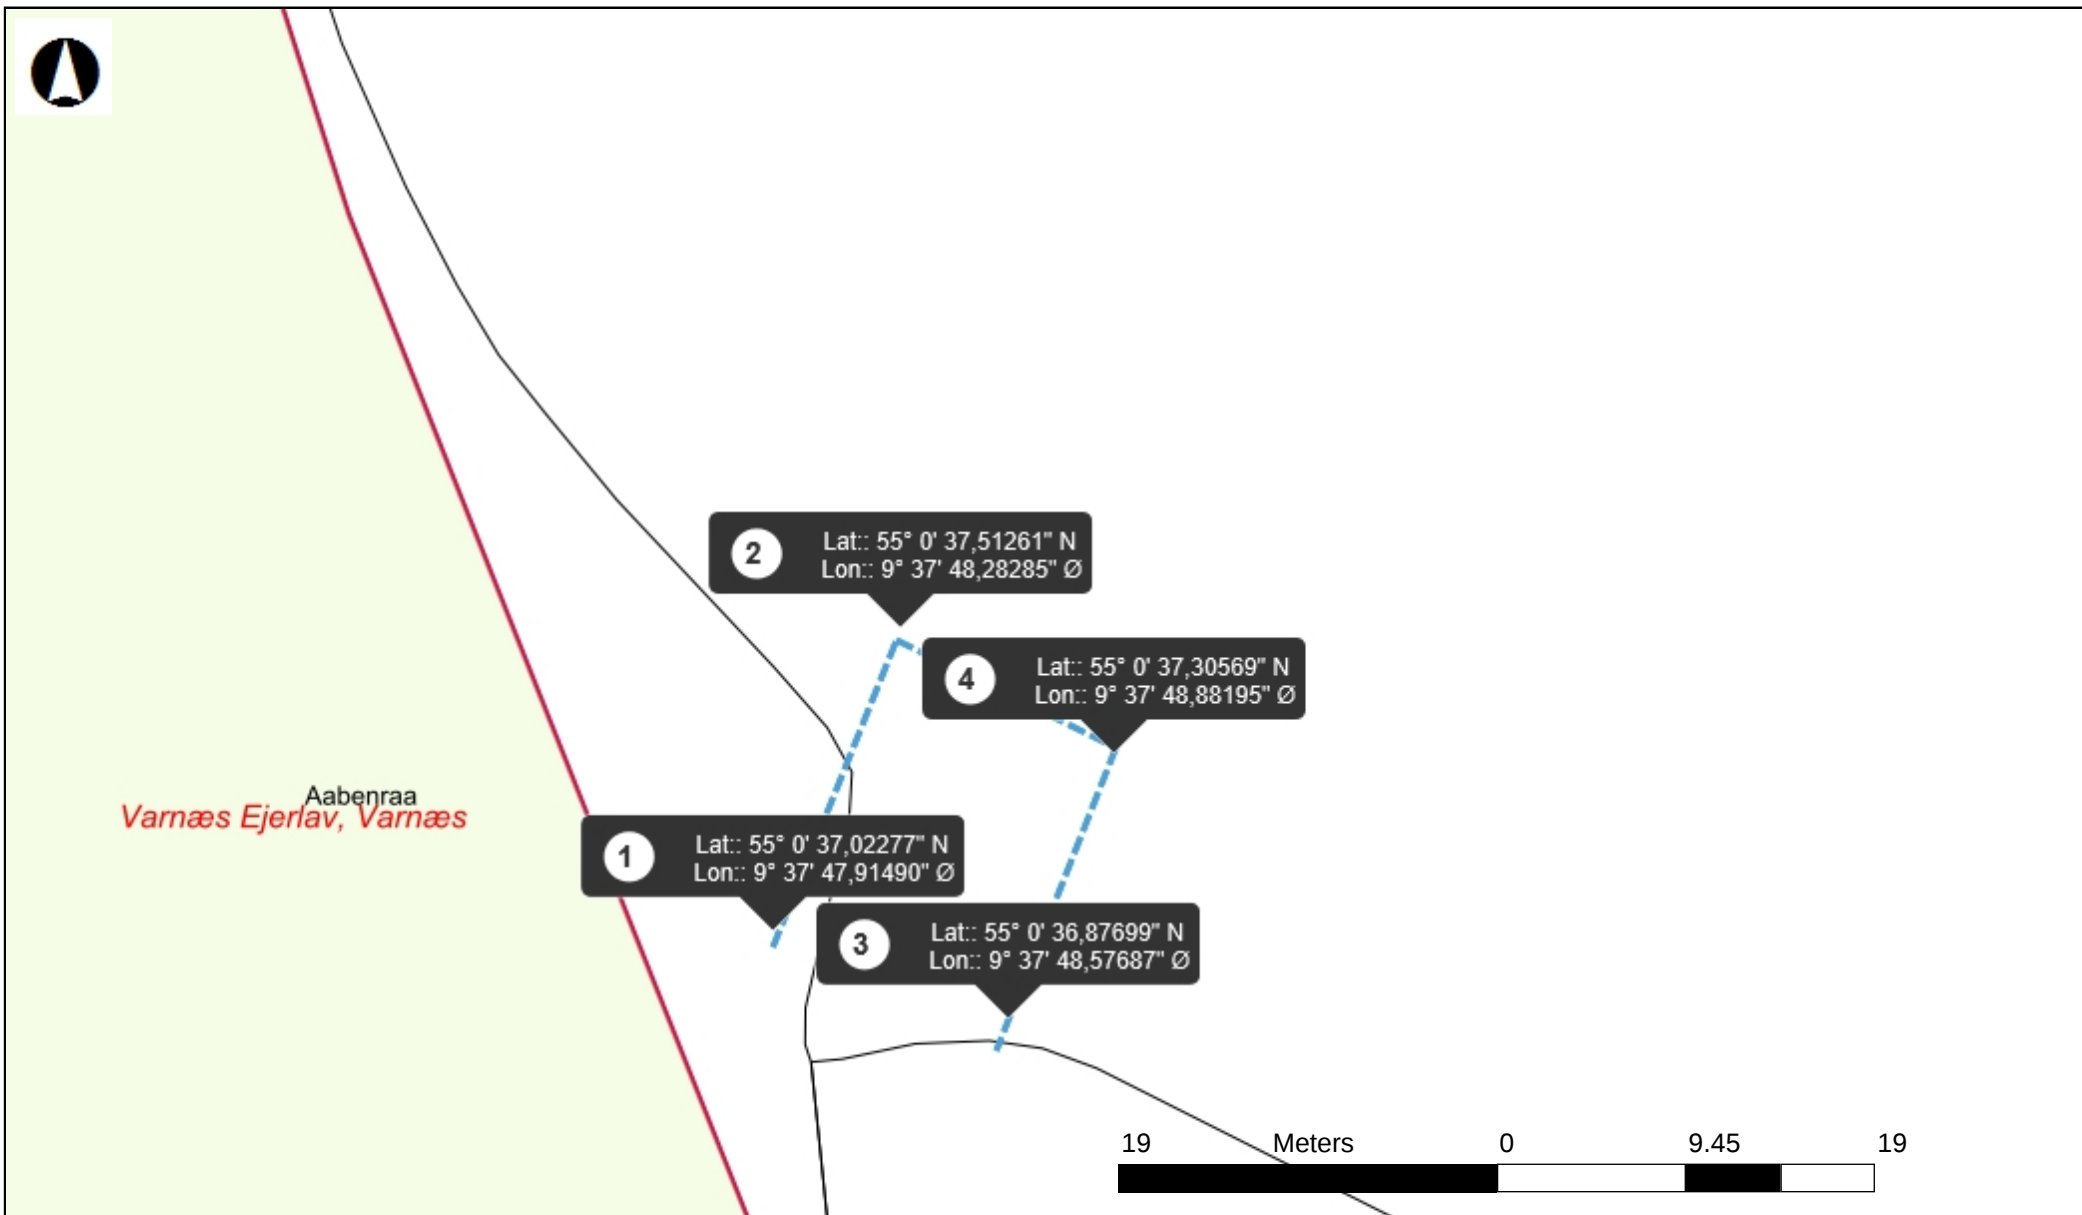 2
Lat:: 55° 0' 37,51261" N
Lon:: 9° 37' 48,28285" Ø
4
Lat:: 55° 0' 37,30569" N
Lon:: 9° 37' 48,88195" Ø
Aabenraa
Varnæs Ejerlav, Varnæs
1
Lat:: 55° 0' 37,02277" N
Lon:: 9° 37' 47,91490" Ø
3
Lat:: 55° 0' 36,87699" N
Lon:: 9° 37' 48,57687" Ø
19 Meters 0 9.45 19